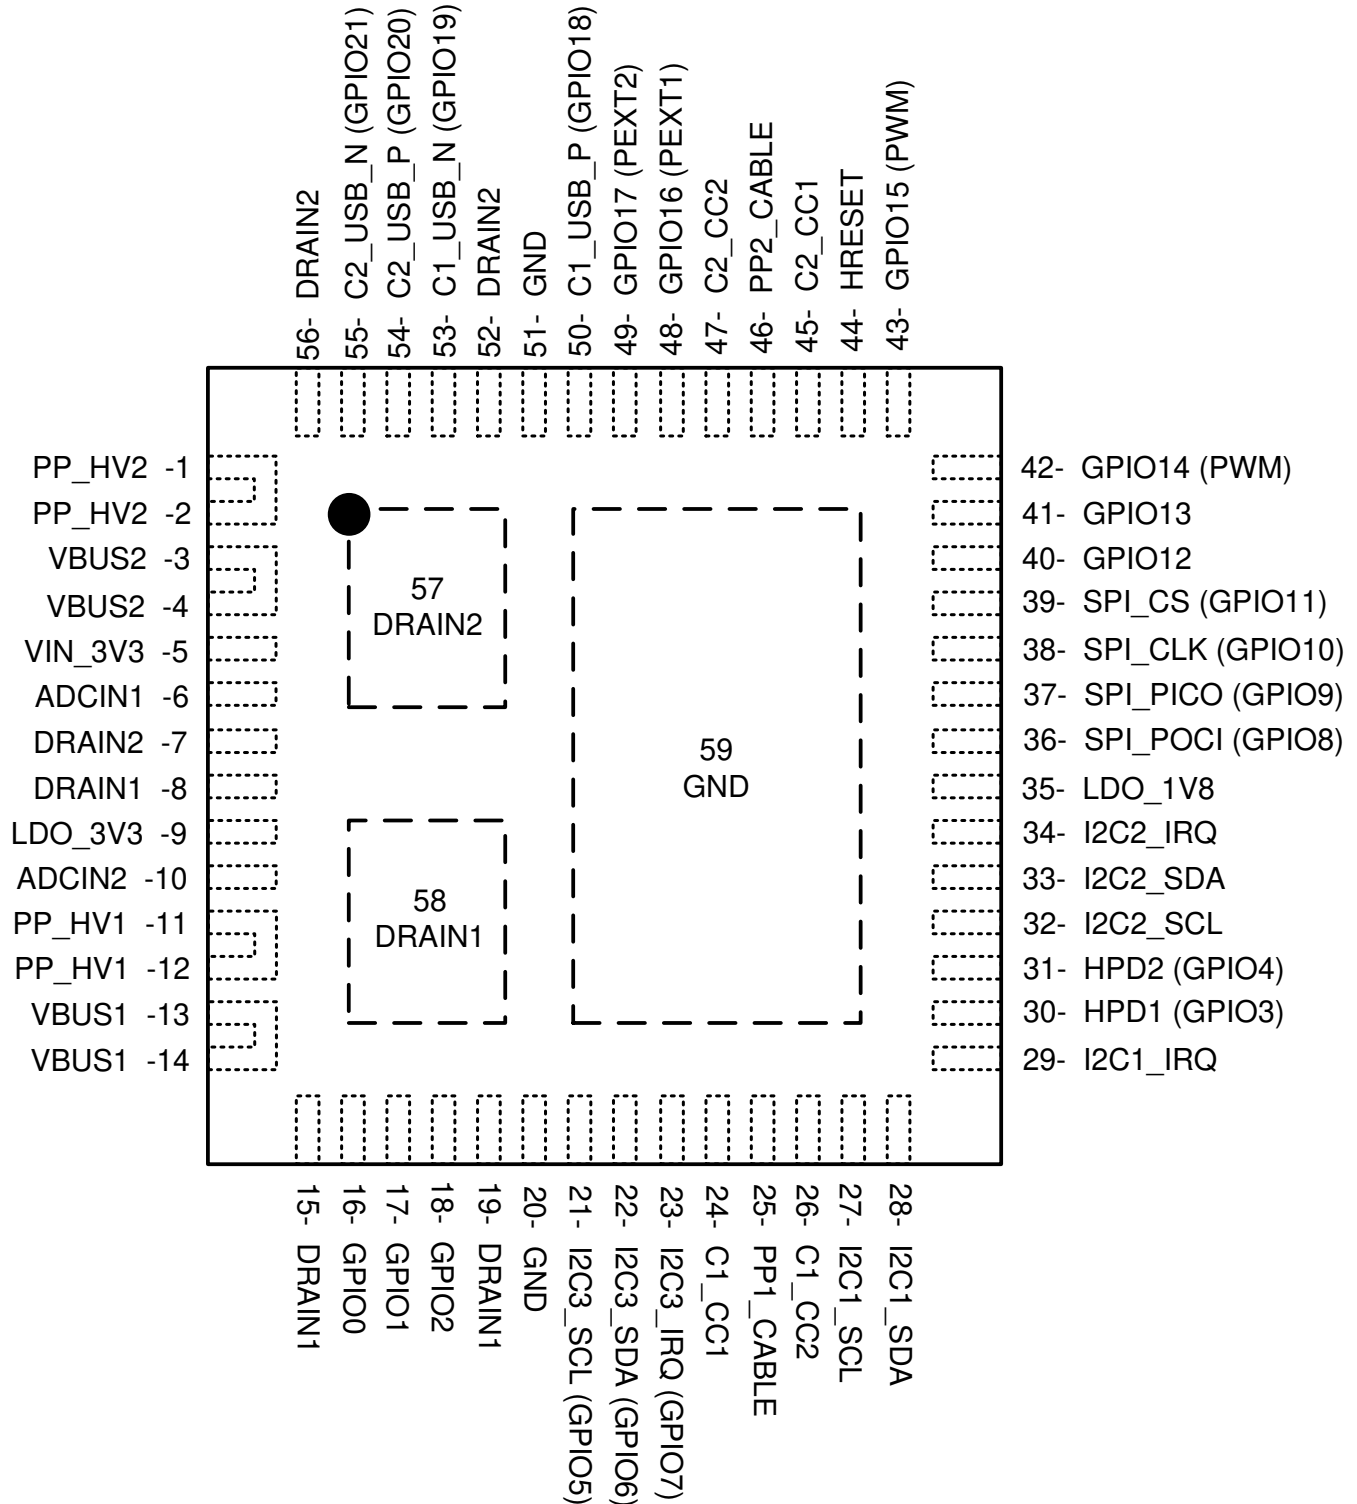 56- DRAIN2
55- C2_USB_N (GPIO21)
54- C2_USB_P (GPIO20)
53- C1_USB_N (GPIO19)
52- DRAIN2
51- GND
50- C1_USB_P (GPIO18)
49- GPIO17 (PEXT2)
48- GPIO16 (PEXT1)
47- C2_CC2
46- PP2_CABLE
45- C2_CC1
44- HRESET
43- GPIO15 (PWM)
PP_HV2 -1
PP_HV2 -2
VBUS2 -3
VBUS2 -4
VIN_3V3 -5
ADCIN1 -6
DRAIN2 -7
DRAIN1 -8
LDO_3V3 -9
ADCIN2 -10
PP_HV1 -11
PP_HV1 -12
VBUS1 -13
VBUS1 -14
57
DRAIN2
58
DRAIN1
59
GND
42- GPIO14 (PWM)
41- GPIO13
40- GPIO12
39- SPI_CS (GPIO11)
38- SPI_CLK (GPIO10)
37- SPI_PICO (GPIO9)
36- SPI_POCI (GPIO8)
35- LDO_1V8
34- I2C2_IRQ
33- I2C2_SDA
32- I2C2_SCL
31- HPD2 (GPIO4)
30- HPD1 (GPIO3)
29- I2C1_IRQ
15- DRAIN1
16- GPIO0
17- GPIO1
18- GPIO2
19- DRAIN1
20- GND
21- I2C3_SCL (GPIO5)
22- I2C3_SDA (GPIO6)
23- I2C3_IRQ (GPIO7)
24- C1_CC1
25- PP1_CABLE
26- C1_CC2
27- I2C1_SCL
28- I2C1_SDA